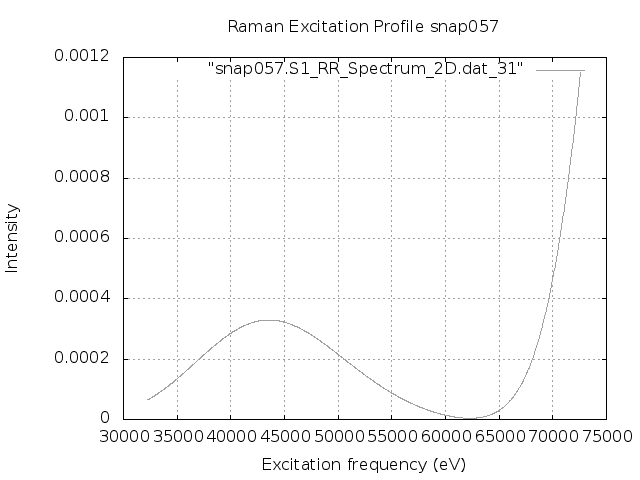 Raman Excitation Profile snap057
"snap057.S1_RR_Spectrum_2D.dat_31"
0.0012
0.001
0.0008
0.0006
0.0004
0.0002
0
Intensity
30000 35000 40000 45000 50000 55000 60000 65000 70000 75000
Excitation frequency (eV)